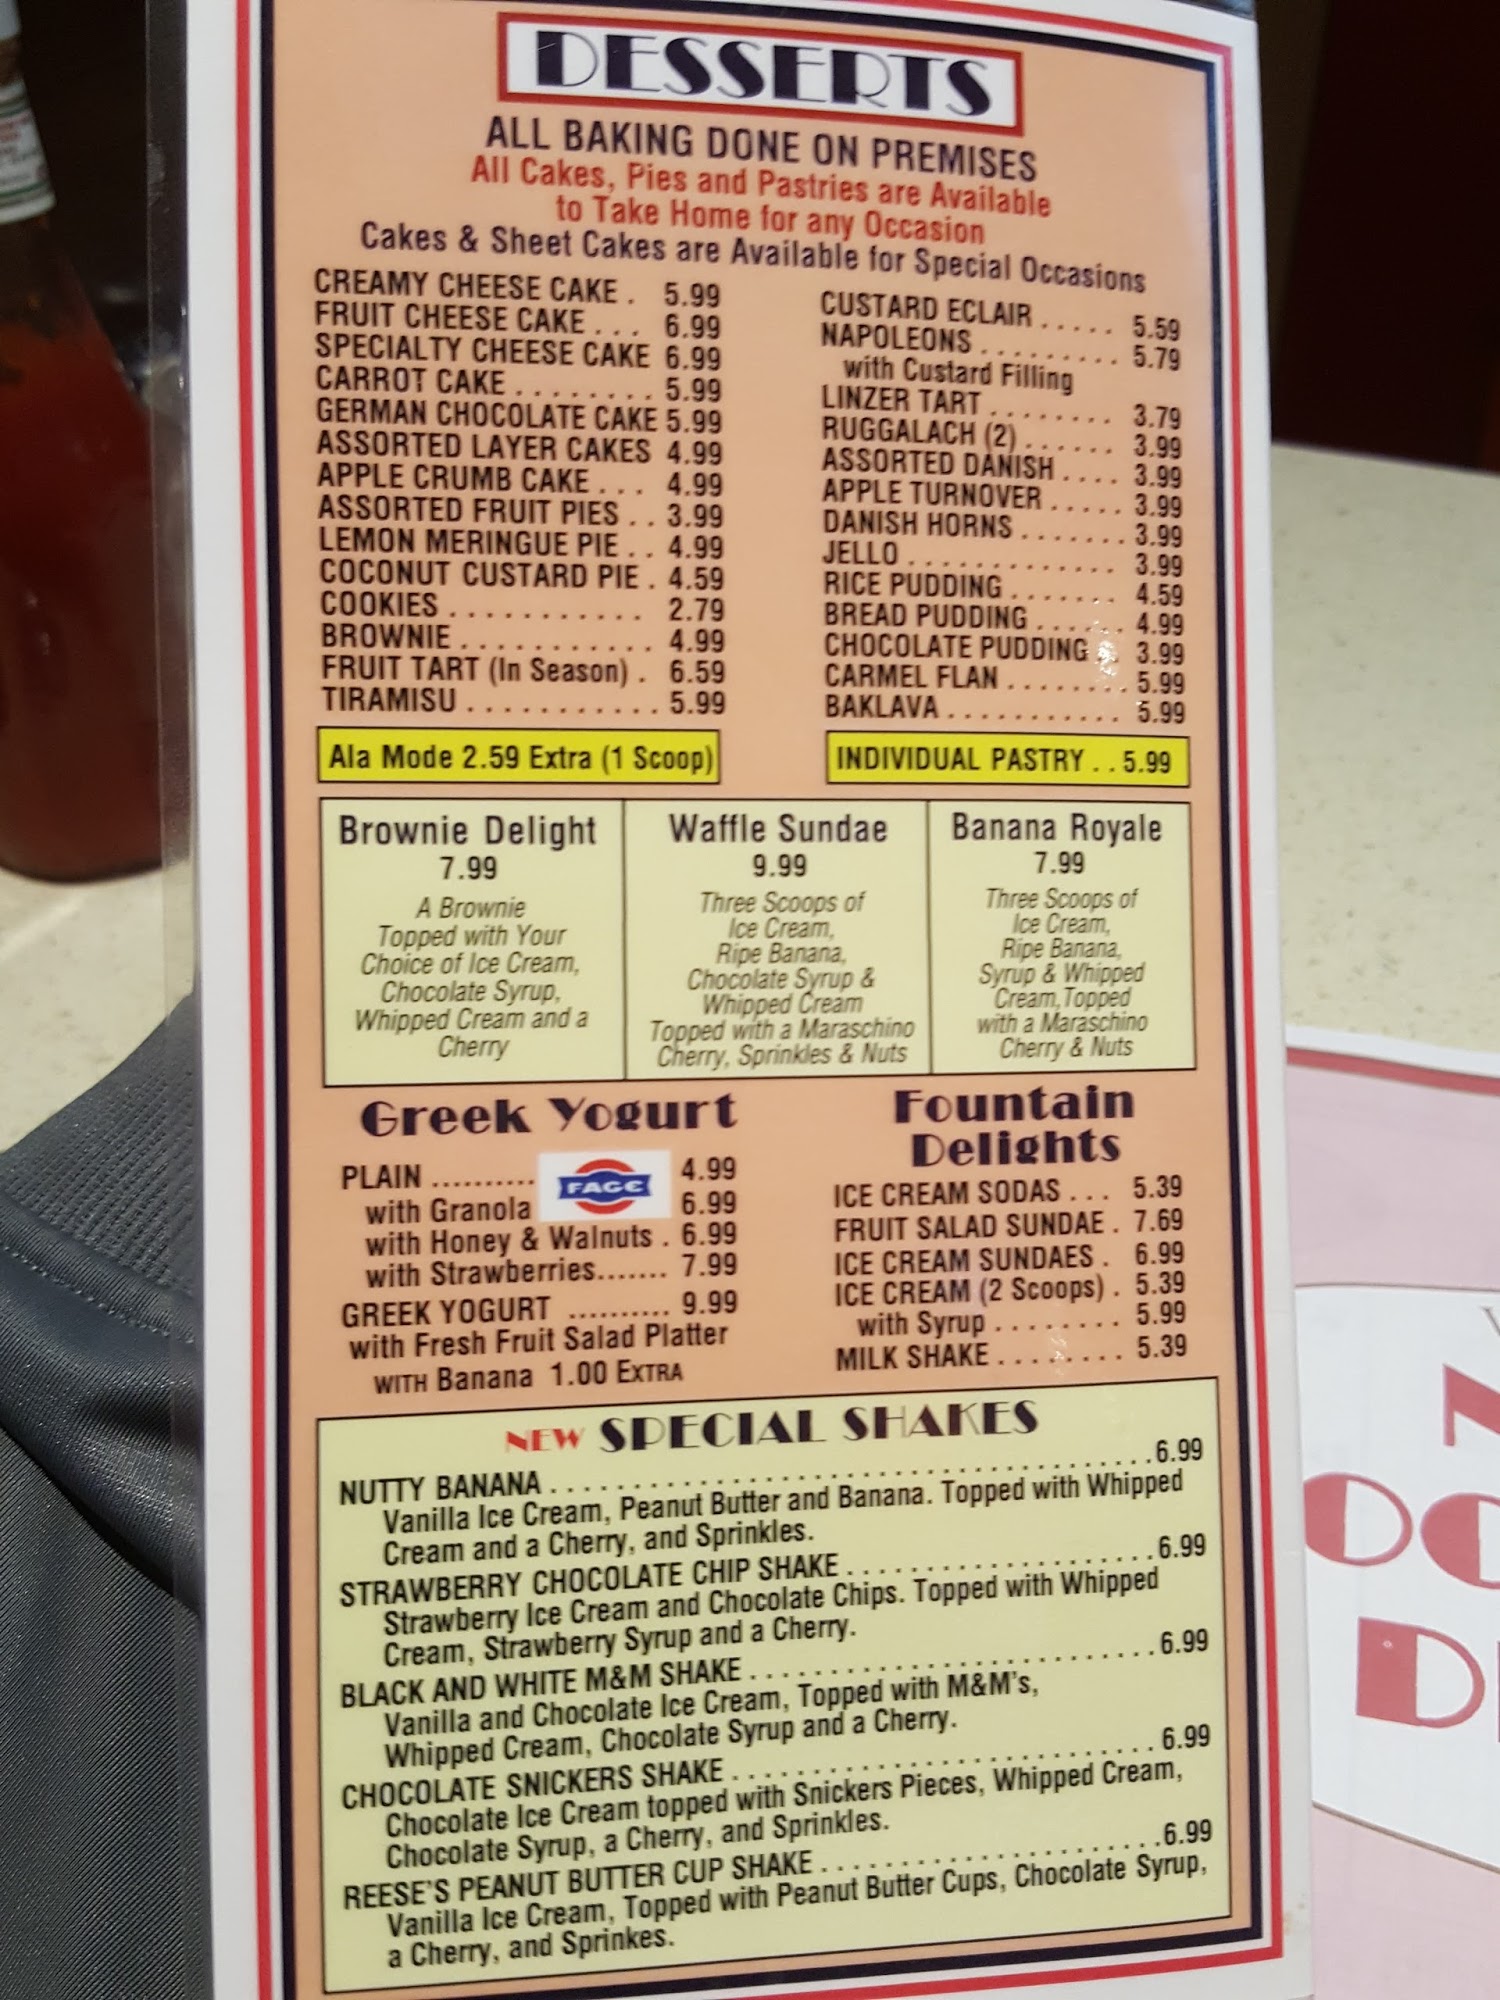 DESSERTS
ALL BAKING DONE ON PREMISES
All Cakes, Pies and Pastries are Available
to Take Home for any Occasion
Cakes & Sheet Cakes are Available for Special Occasions
CREAMY CHEESE CAKE . 5.99
FRUIT CHEESE CAKE . . . 6.99
SPECIALTY CHEESE CAKE 6.99
CARROT CAKE . . . . . . . . 5.99
GERMAN CHOCOLATE CAKE 5.99
ASSORTED LAYER CAKES 4.99
APPLE CRUMB CAKE . . . 4.99
ASSORTED FRUIT PIES . . 3.99
LEMON MERINGUE PIE . . 4.99
COCONUT CUSTARD PIE . 4.59
COOKIES . . . . . . . . . . . 2.79
BROWNIE . . . . . . . . . . . 4.99
FRUIT TART (In Season) . 6.59
TIRAMISU . . . . . . . . . . . 5.99
Ala Mode 2.59 Extra (1 Scoop)
CUSTARD ECLAIR . . . . . 5.59
NAPOLEONS . . . . . . . . . 5.79
with Custard Filling
LINZER TART . . . . . . . . 3.79
RUGGALACH (2) . . . . . . 3.99
ASSORTED DANISH . . . . 3.99
APPLE TURNOVER . . . . . 3.99
DANISH HORNS . . . . . . . 3.99
JELLO . . . . . . . . . . . . . 3.99
RICE PUDDING . . . . . . . 4.59
BREAD PUDDING . . . . . . 4.99
CHOCOLATE PUDDING . . 3.99
CARMEL FLAN . . . . . . . . 5.99
BAKLAVA . . . . . . . . . . . 5.99
INDIVIDUAL PASTRY . . 5.99
Brownie Delight
7.99
A Brownie
Topped with Your
Choice of Ice Cream,
Chocolate Syrup,
Whipped Cream and a
Cherry
Waffle Sundae
9.99
Three Scoops of
Ice Cream,
Ripe Banana,
Chocolate Syrup &
Whipped Cream
Topped with a Maraschino
Cherry, Sprinkles & Nuts
Banana Royale
7.99
Three Scoops of
Ice Cream,
Ripe Banana,
Syrup & Whipped
Cream, Topped
with a Maraschino
Cherry & Nuts
Greek Yogurt
FAGE
PLAIN .......... 4.99
with Granola 6.99
with Honey & Walnuts . 6.99
with Strawberries....... 7.99
GREEK YOGURT .......... 9.99
with Fresh Fruit Salad Platter
WITH Banana 1.00 EXTRA
Fountain
Delights
ICE CREAM SODAS . . . 5.39
FRUIT SALAD SUNDAE . 7.69
ICE CREAM SUNDAES . 6.99
ICE CREAM (2 Scoops) . 5.39
with Syrup . . . . . . . . 5.99
MILK SHAKE . . . . . . . . 5.39
NEW SPECIAL SHAKES
NUTTY BANANA . . . . . . . . . . . . . . . . . . . . . . . . . . . . . . . . . . . . . 6.99
Vanilla Ice Cream, Peanut Butter and Banana. Topped with Whipped
Cream and a Cherry, and Sprinkles.
STRAWBERRY CHOCOLATE CHIP SHAKE . . . . . . . . . . . . . . . . . . . 6.99
Strawberry Ice Cream and Chocolate Chips. Topped with Whipped
Cream, Strawberry Syrup and a Cherry.
BLACK AND WHITE M&M SHAKE . . . . . . . . . . . . . . . . . . . . . . . . . 6.99
Vanilla and Chocolate Ice Cream, Topped with M&M's,
Whipped Cream, Chocolate Syrup and a Cherry.
CHOCOLATE SNICKERS SHAKE . . . . . . . . . . . . . . . . . . . . . . . . . . 6.99
Chocolate Ice Cream topped with Snickers Pieces, Whipped Cream,
Chocolate Syrup, a Cherry, and Sprinkles.
REESE'S PEANUT BUTTER CUP SHAKE . . . . . . . . . . . . . . . . . . . . . 6.99
Vanilla Ice Cream, Topped with Peanut Butter Cups, Chocolate Syrup,
a Cherry, and Sprinkes.